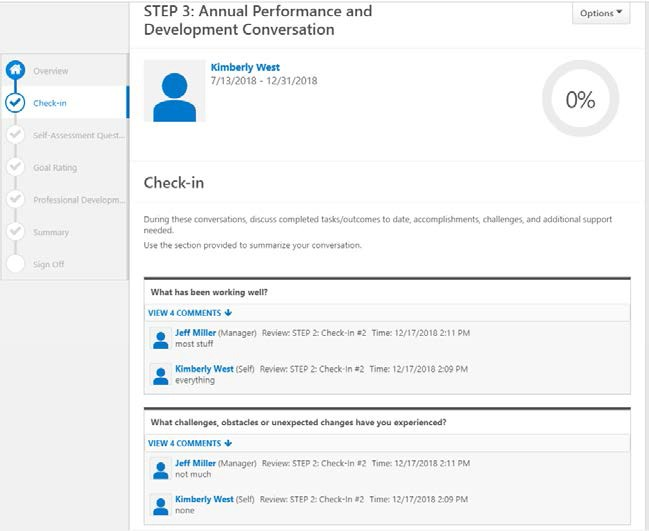 STEP 3: Annual Performance and
Development Conversation
Options
Overview
Check-in
Self-Assessment Quest...
Goal Rating
Professional Developm...
Summary
Sign Off
Kimberly West
7/13/2018 - 12/31/2018
0%
Check-in
During these conversations, discuss completed tasks/outcomes to date, accomplishments, challenges, and additional support
needed.
Use the section provided to summarize your conversation.
What has been working well?
VIEW 4 COMMENTS
Jeff Miller (Manager) Review: STEP 2: Check-In #2 Time: 12/17/2018 2:11 PM
most stuff
Kimberly West (Self) Review: STEP 2: Check-In #2 Time: 12/17/2018 2:09 PM
everything
What challenges, obstacles or unexpected changes have you experienced?
VIEW 4 COMMENTS
Jeff Miller (Manager) Review: STEP 2: Check-In #2 Time: 12/17/2018 2:11 PM
not much
Kimberly West (Self) Review: STEP 2: Check-In #2 Time: 12/17/2018 2:09 PM
none